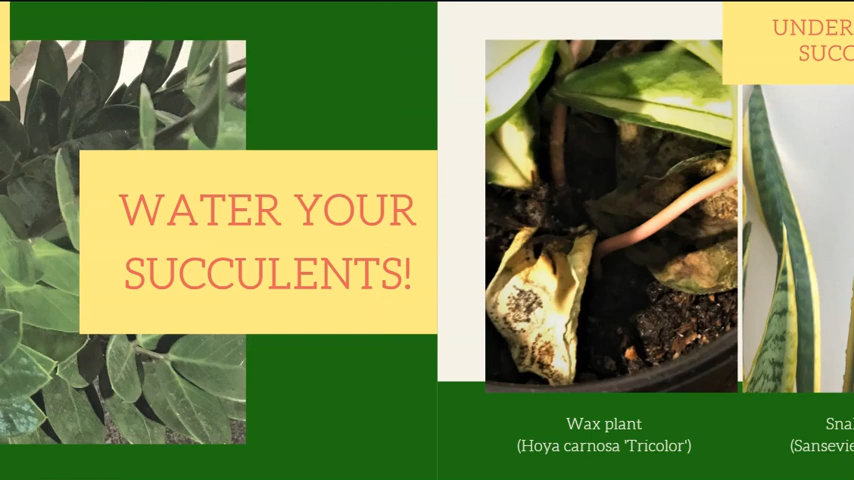 WATER YOUR
SUCCULENTS!
Wax plant
(Hoya carnosa 'Tricolor')